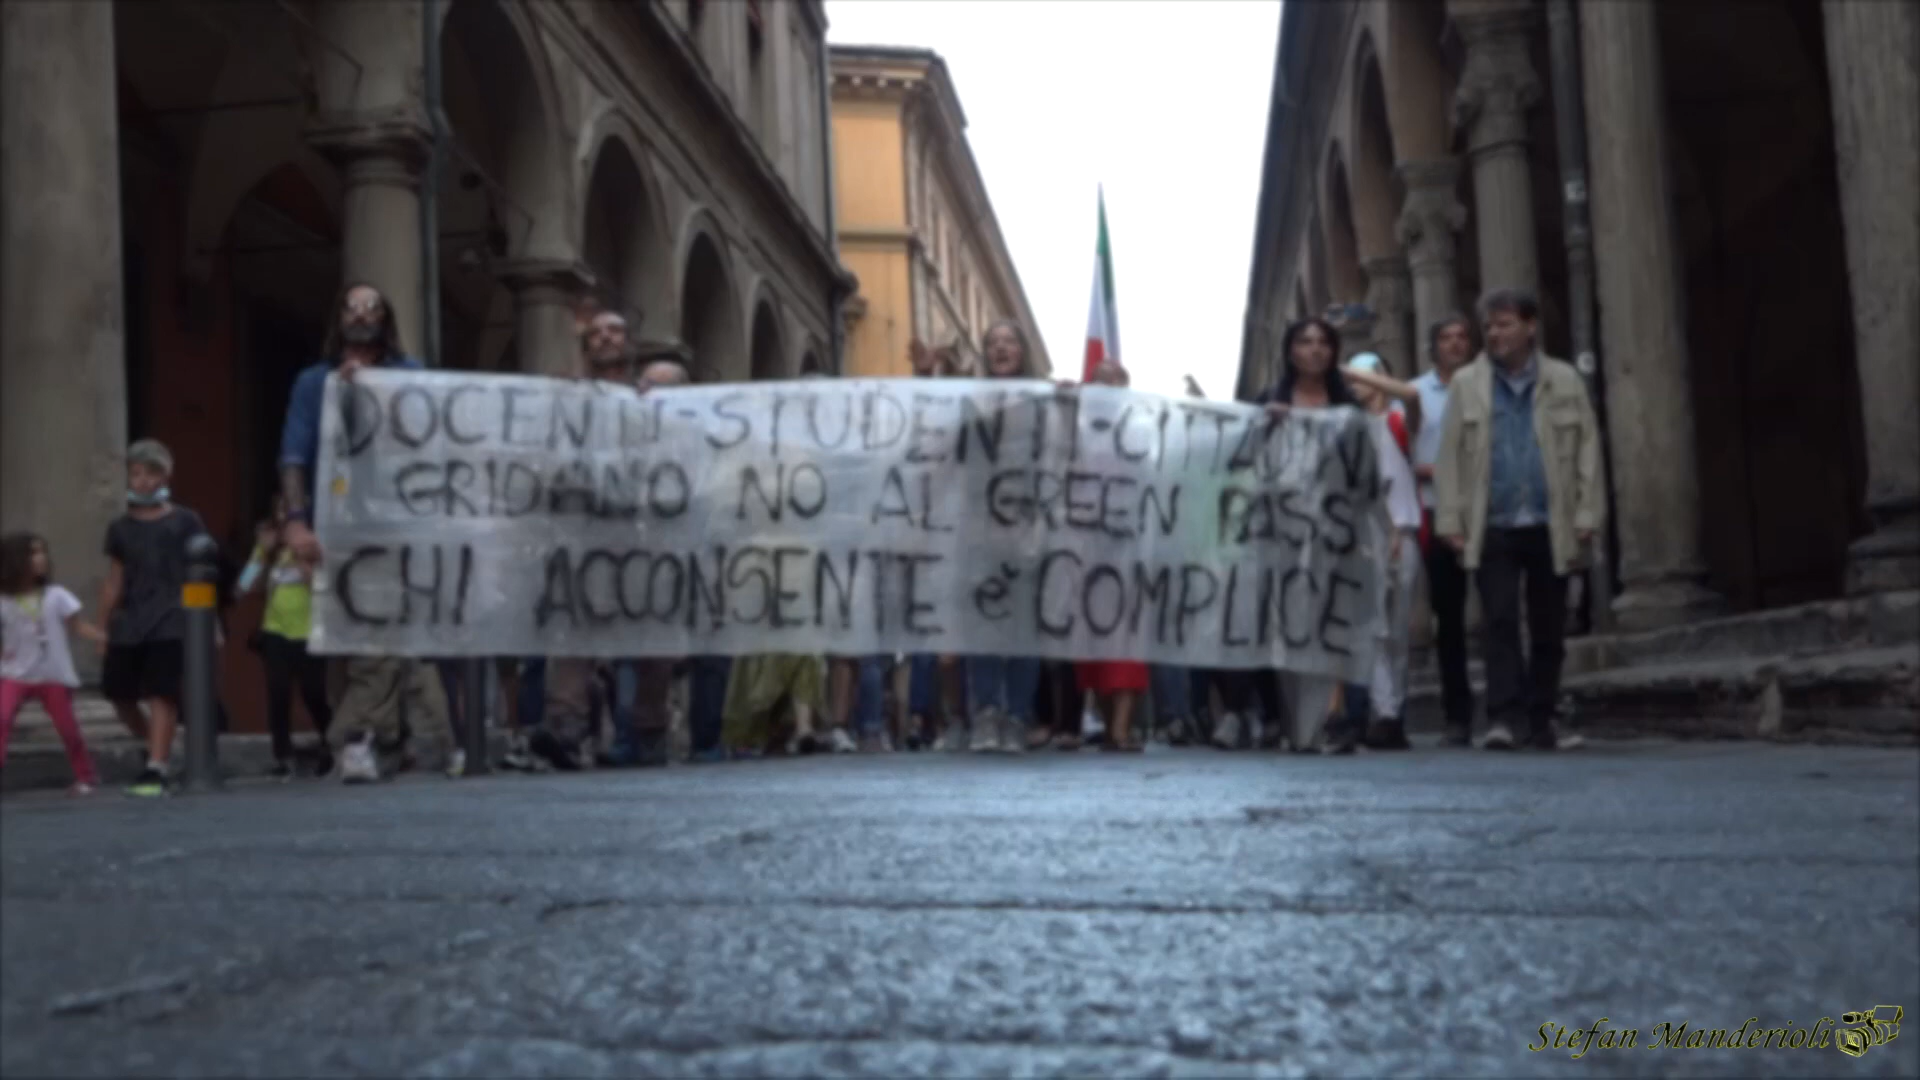 DOCENTI-STUDENTI-CITTADINI
GRIDANO NO AL GREEN PASS
CHI ACCONSENTE e' COMPLICE
Stefan Manderioli